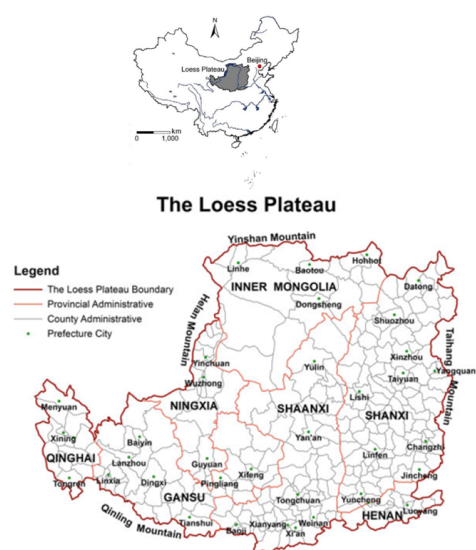 N
Beijing
Loess Plateau
km
0 1,000
The Loess Plateau
Yinshan Mountain
Legend
The Loess Plateau Boundary
Provincial Administrative
County Administrative
Prefecture City
Linhe
Baotou
Hohhot
INNER MONGOLIA
Datong
Dongsheng
Helan Mountain
Shuozhou
Taihang Mountain
Yinchuan
Xinzhou
Yulin
Yangquan
Wuzhong
Taiyuan
Lishi
Menyuan
NINGXIA
SHAANXI
SHANXI
Xining
Baiyin
Yan'an
Changzhi
QINGHAI
Lanzhou
Guyuan
Linfen
Tongren
Linxia
Dingxi
Pingliang
Xifeng
Jincheng
GANSU
Tongchuan
Yuncheng
Qinling Mountain
Tianshui
Baoji
Xianyang
Weinan
HENAN
Luoyang
Xi'an